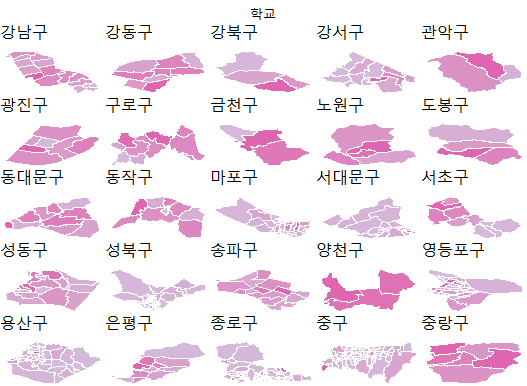 학교
강남구 강동구 강북구 강서구 관악구
광진구 구로구 금천구 노원구 도봉구
동대문구 동작구 마포구 서대문구 서초구
성동구 성북구 송파구 양천구 영등포구
용산구 은평구 종로구 중구 중랑구